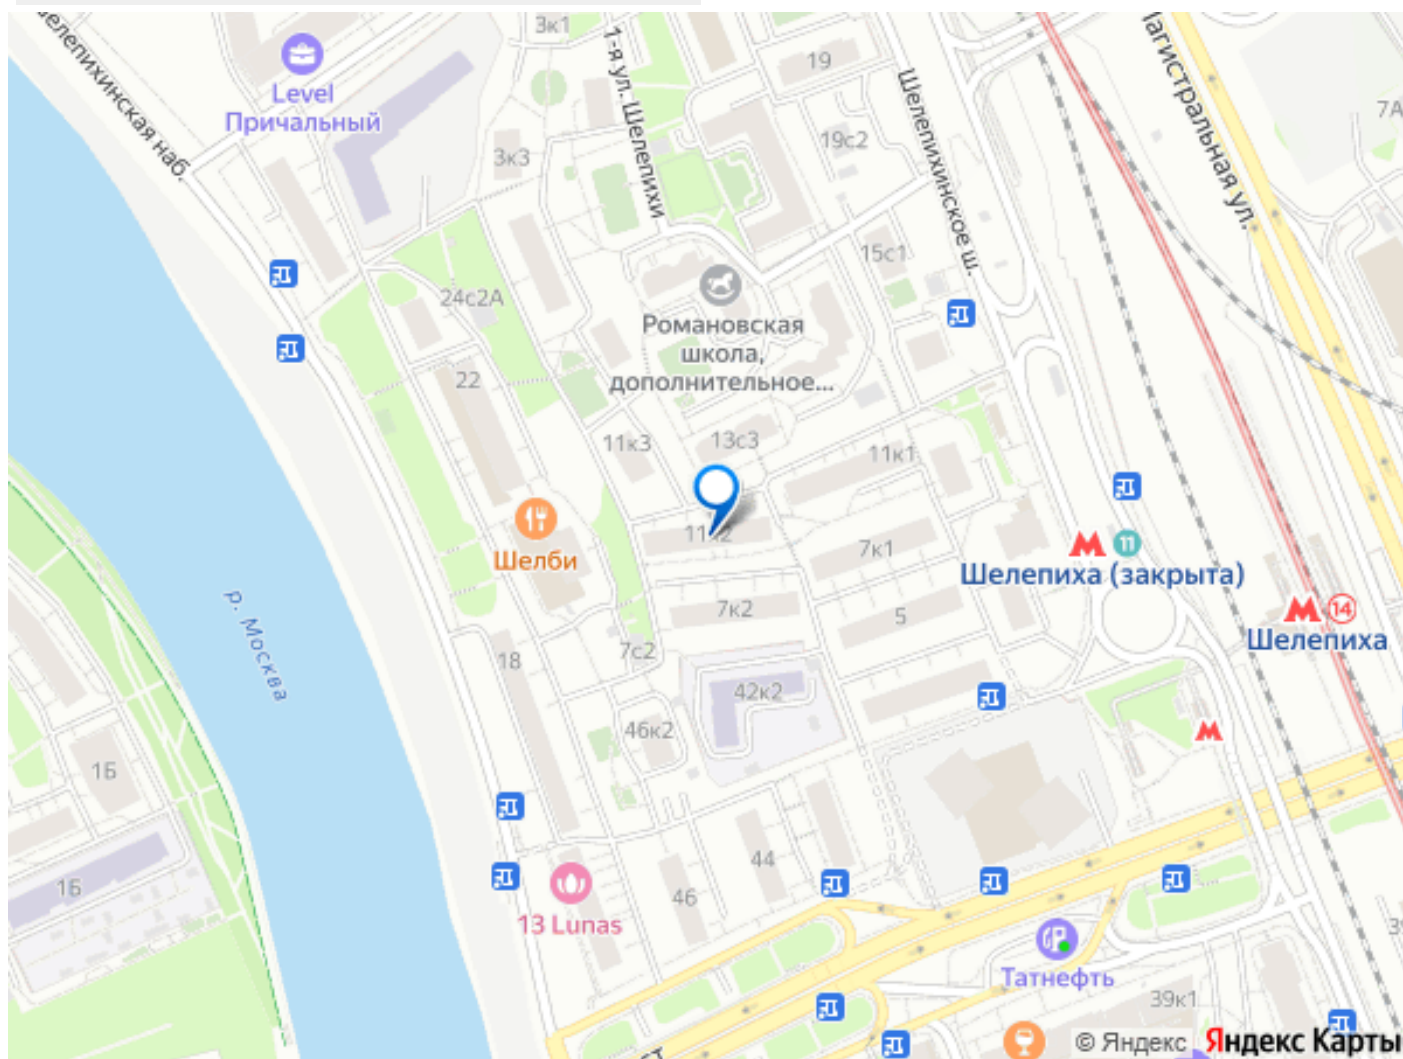 Шелепихинская наб.
Level
Причальный
3к1
1-я ул. Шелепихи
19
Шелепихинское ш.
Магистральная ул.
7А
3к3
19с2
15с1
24с2А
Романовская
школа,
дополнительное...
22
11к3
13с3
11к1
Шелби
7к1
11
Шелепиха (закрыта)
14
Шелепиха
р. Москва
7к2
5
18
7с2
42к2
46к2
1Б
1Б
44
46
13 Lunas
Татнефть
39к1
© Яндекс
Яндекс Карты